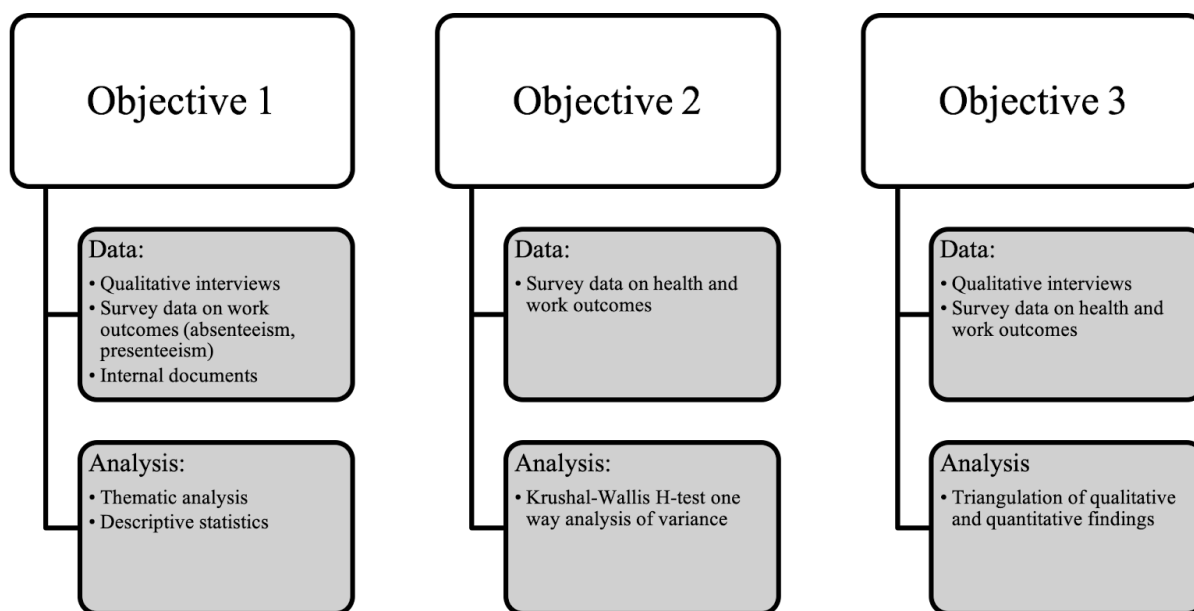 Objective 1
Data:
• Qualitative interviews
• Survey data on work
outcomes (absenteeism,
presenteeism)
• Internal documents
Analysis:
• Thematic analysis
• Descriptive statistics
Objective 2
Data:
• Survey data on health and
work outcomes
Analysis:
• Krushal-Wallis H-test one
way analysis of variance
Objective 3
Data:
• Qualitative interviews
• Survey data on health and
work outcomes
Analysis
• Triangulation of qualitative
and quantitative findings